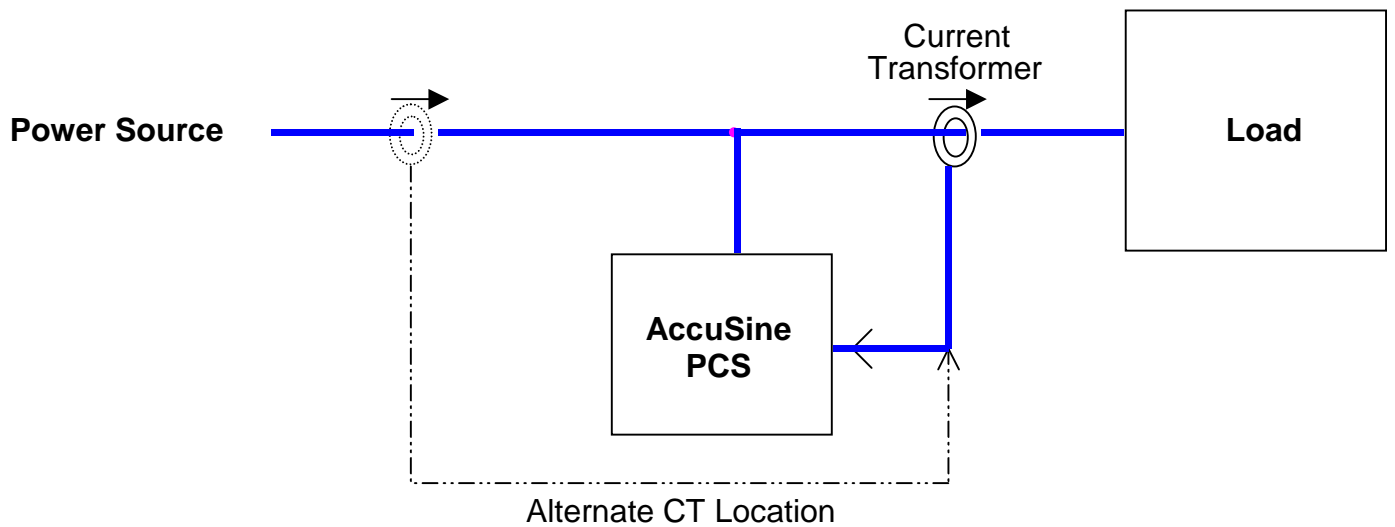 Current
Transformer
Power Source
Load
AccuSine
PCS
Alternate CT Location